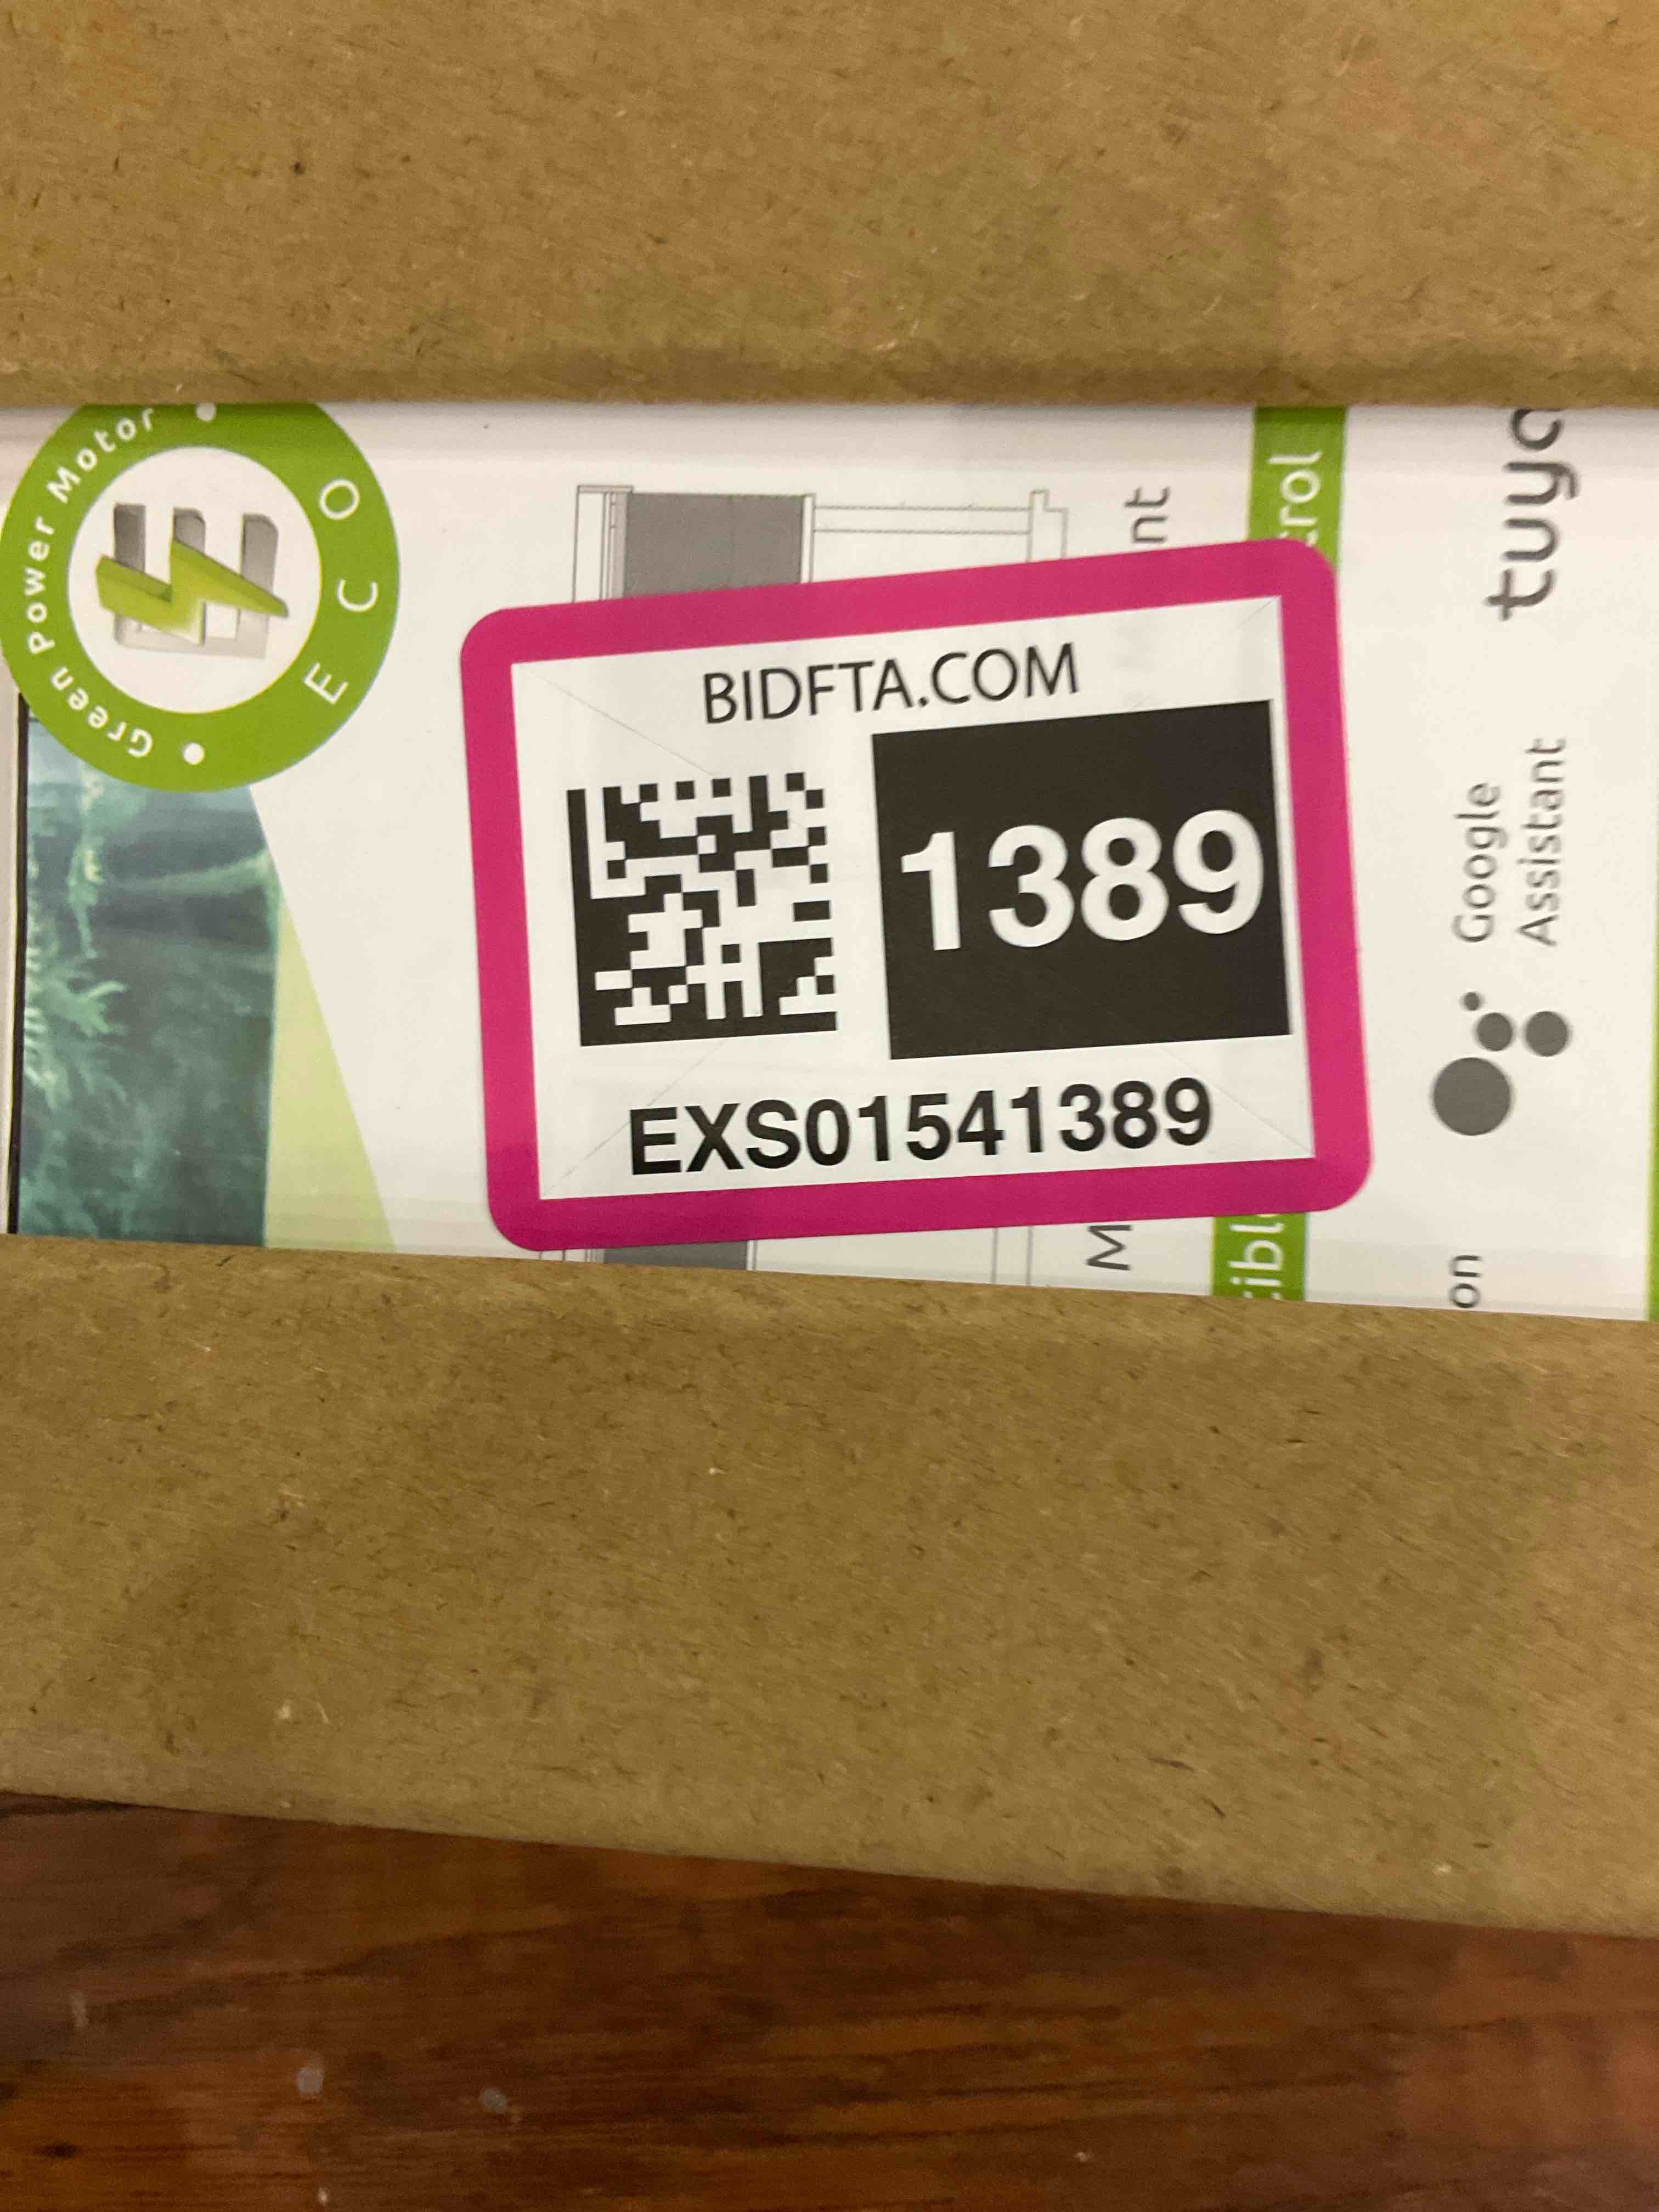 Green Power Motor
ECO
BIDFTA.COM
1389
EXS01541389
Google
Assistant